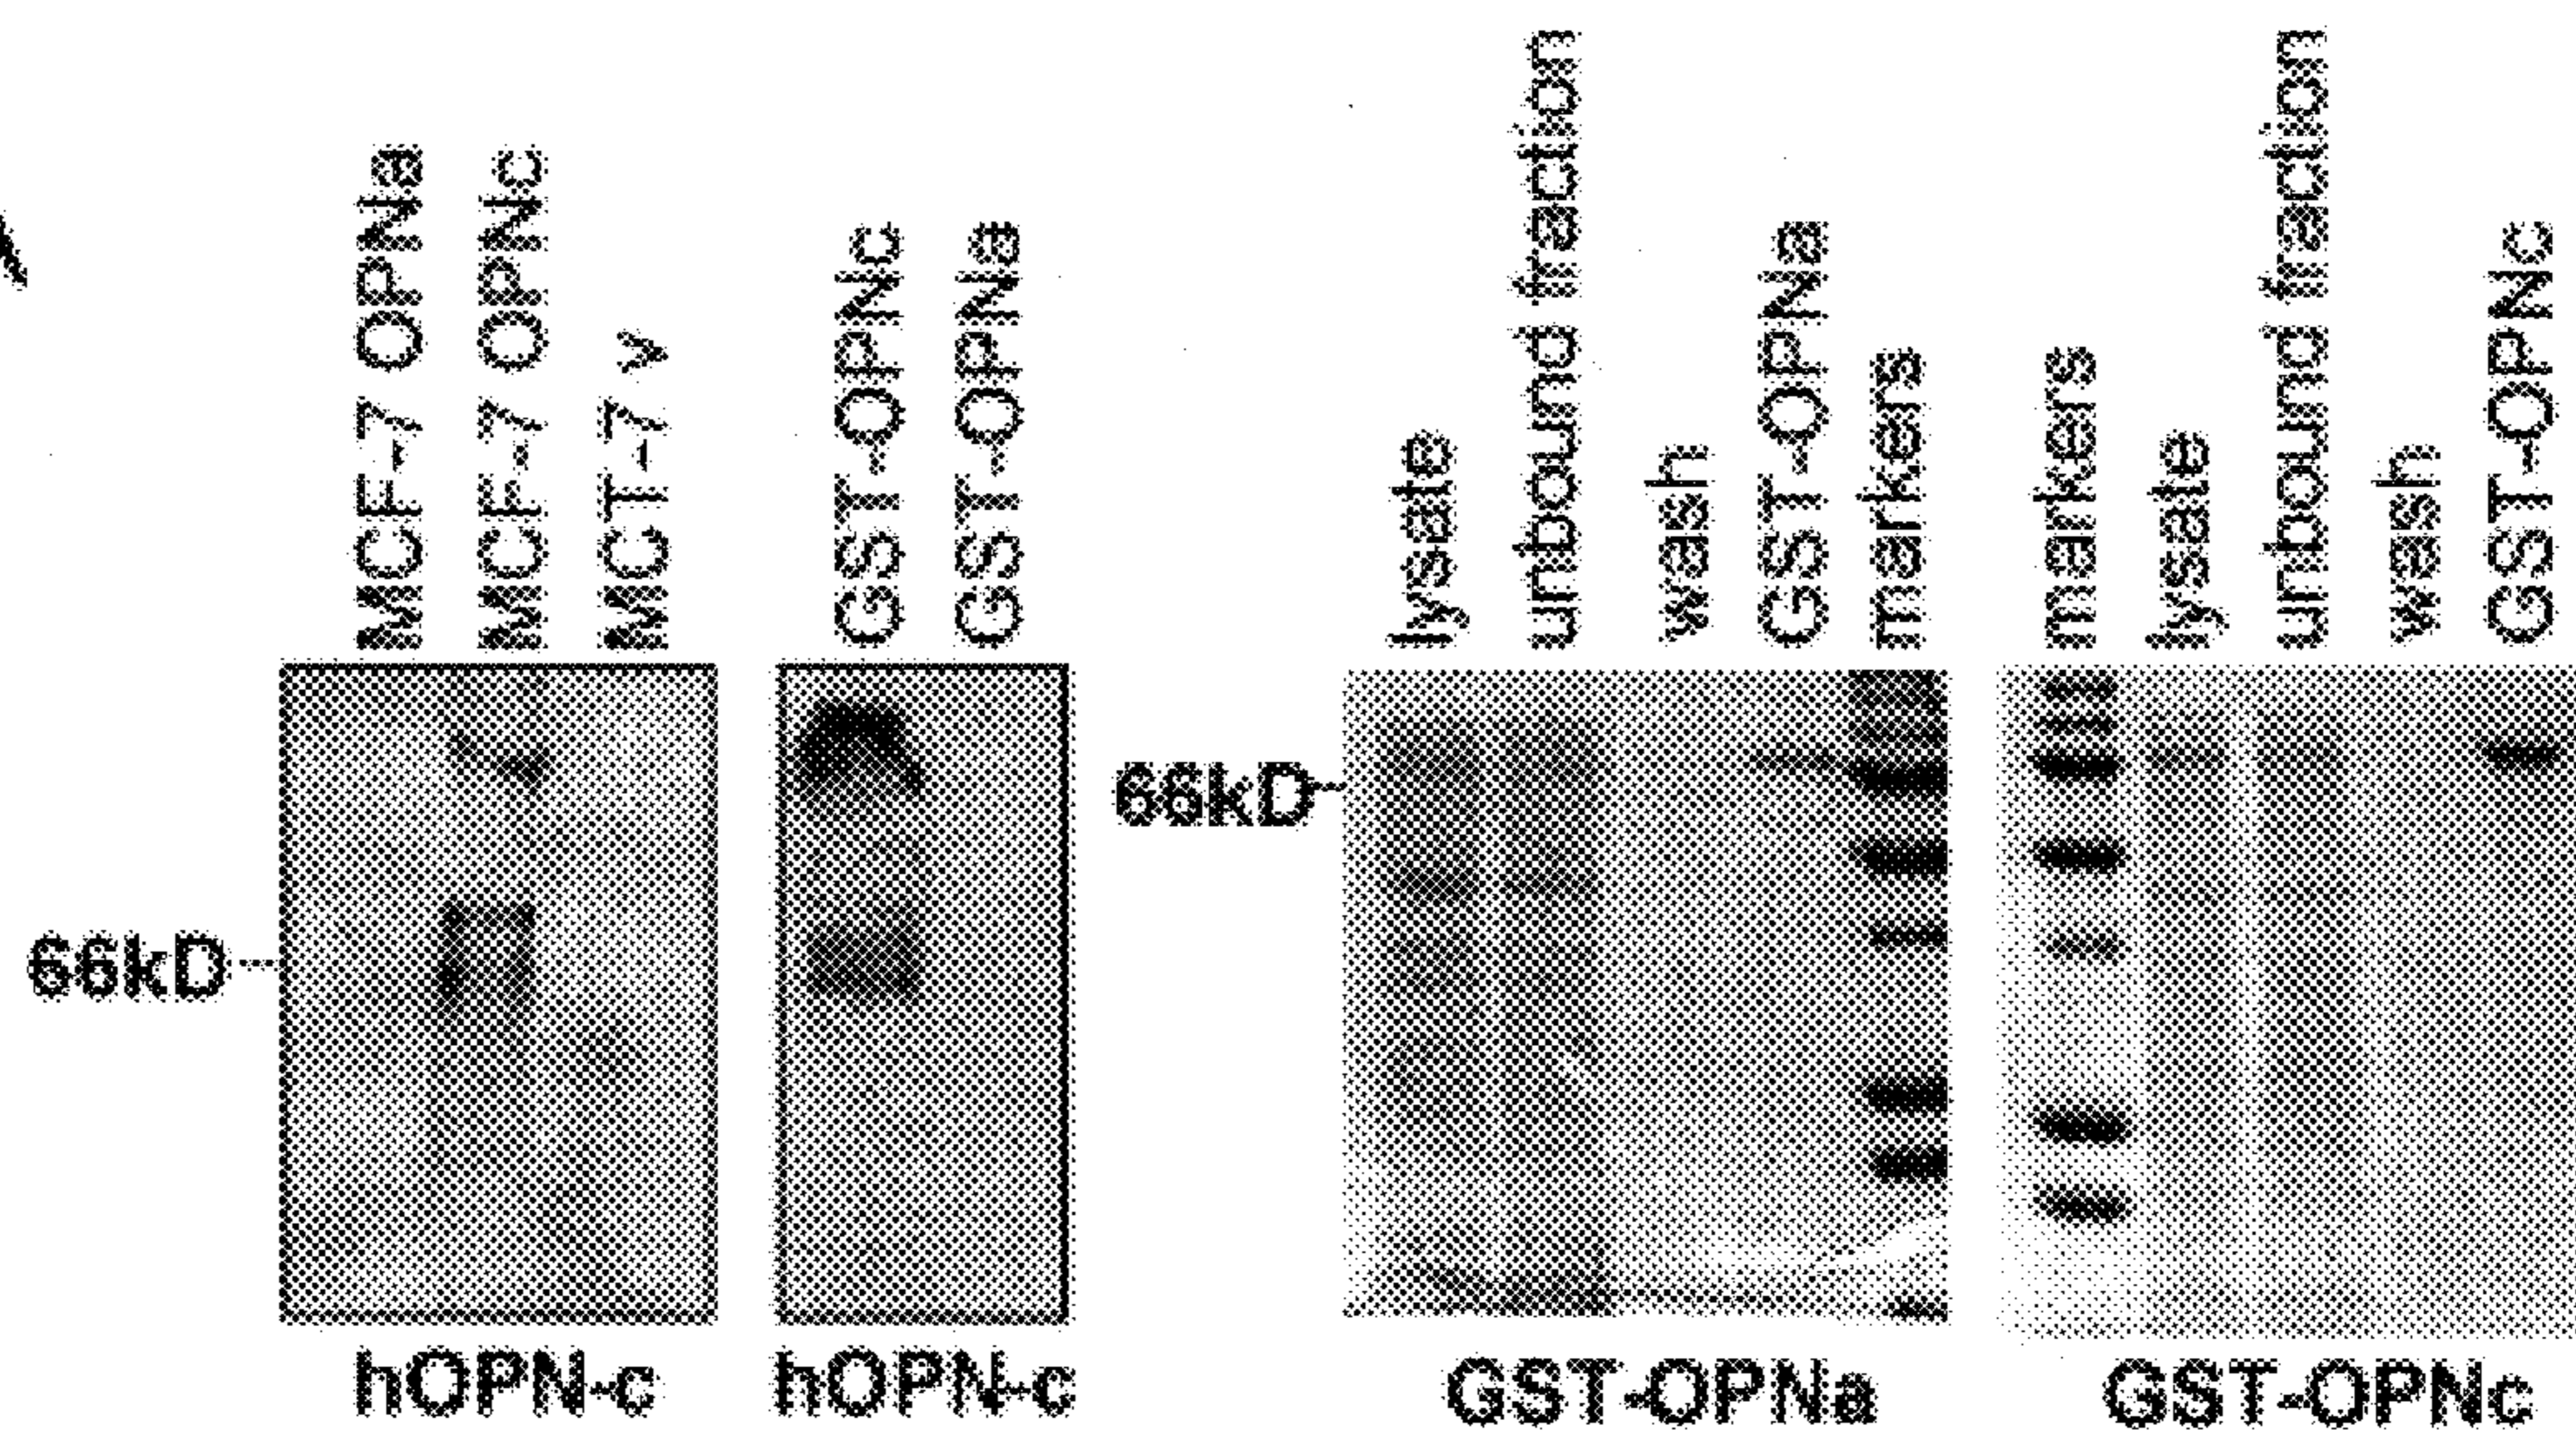 MCF-7 OPNa
MCF-7 OPNc
MCT-7 v
GST-OPNc
GST-OPNa
lysate
unbound fraction
wash
GST-OPNa
markers
markers
lysate
unbound fraction
wash
GST-OPNc
66kD
66kD
hOPN-c
hOPN-c
GST-OPNa
GST-OPNc